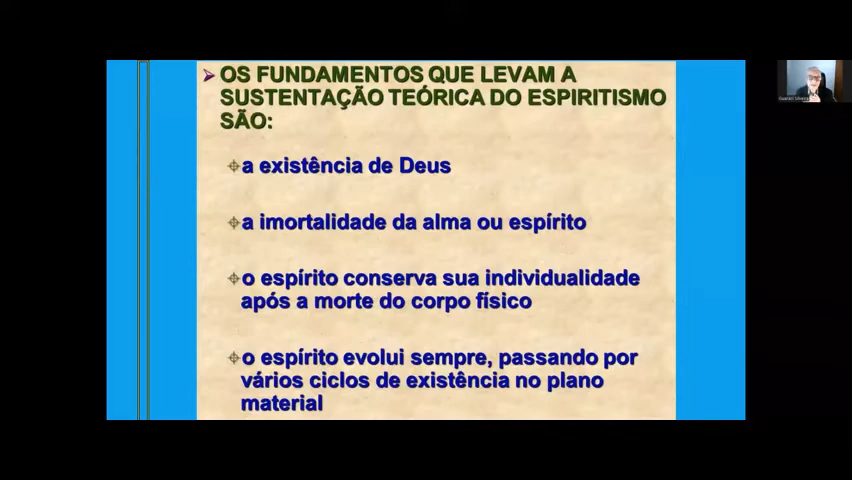 OS FUNDAMENTOS QUE LEVAM A
SUSTENTAÇÃO TEÓRICA DO ESPIRITISMO
SÃO:
a existência de Deus
a imortalidade da alma ou espírito
o espírito conserva sua individualidade
após a morte do corpo físico
o espírito evolui sempre, passando por
vários ciclos de existência no plano
material